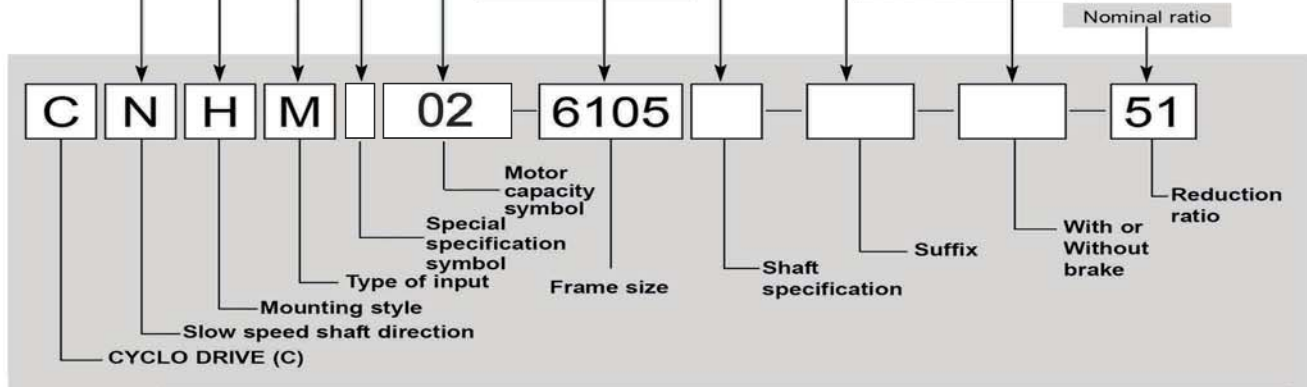 Nominal ratio
C N H M 02 – 6105 – – – 51
Motor
capacity
symbol
Reduction
ratio
Special
specification
symbol
With or
Without
brake
Suffix
Shaft
specification
Type of input
Frame size
Mounting style
Slow speed shaft direction
CYCLO DRIVE (C)